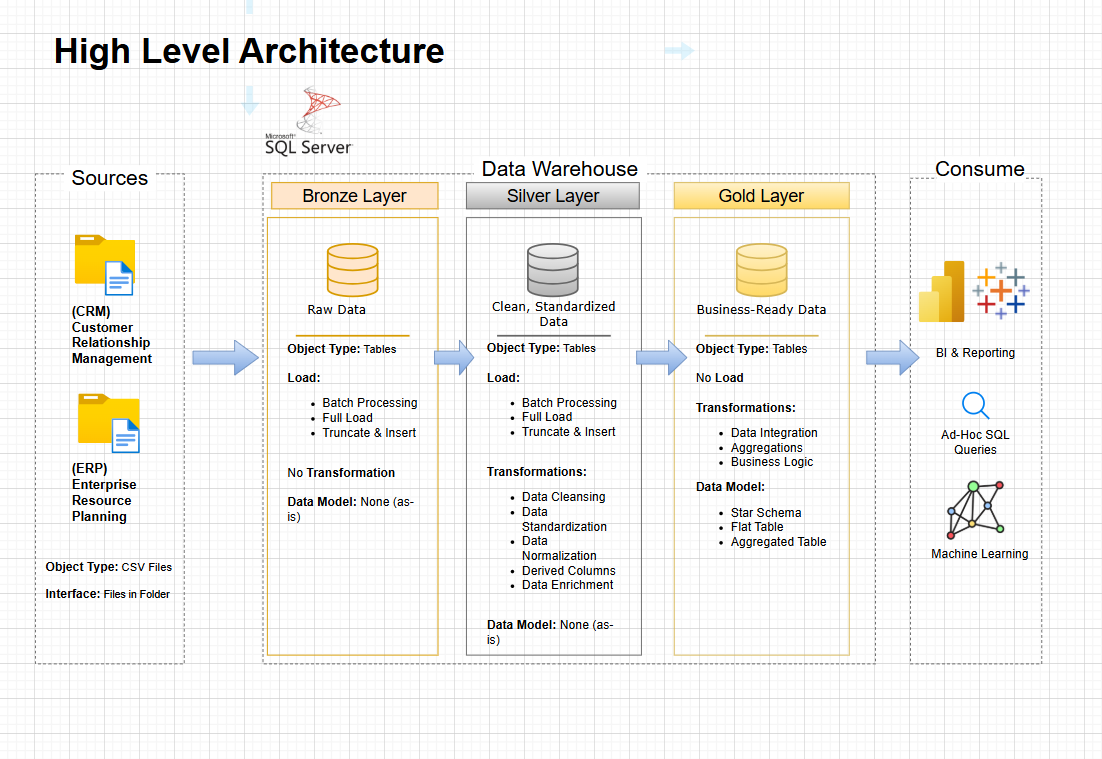 High Level Architecture
Microsoft®
SQL Server
Sources
(CRM)
Customer
Relationship
Management
(ERP)
Enterprise
Resource
Planning
Object Type: CSV Files
Interface: Files in Folder
Data Warehouse
Bronze Layer
Raw Data
Object Type: Tables
Load:
• Batch Processing
• Full Load
• Truncate & Insert
No Transformation
Data Model: None (as-
is)
Silver Layer
Clean, Standardized
Data
Object Type: Tables
Load:
• Batch Processing
• Full Load
• Truncate & Insert
Transformations:
• Data Cleansing
• Data
Standardization
• Data
Normalization
• Derived Columns
• Data Enrichment
Data Model: None (as-
is)
Gold Layer
Business-Ready Data
Object Type: Tables
No Load
Transformations:
• Data Integration
• Aggregations
• Business Logic
Data Model:
• Star Schema
• Flat Table
• Aggregated Table
Consume
BI & Reporting
Ad-Hoc SQL
Queries
Machine Learning